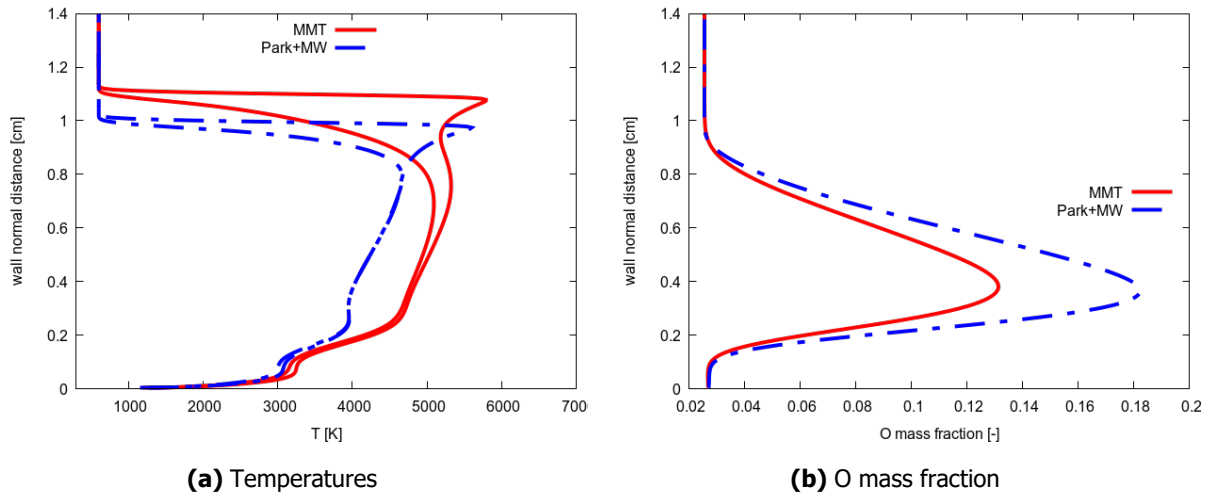 1.4
1.2
1
0.8
0.6
0.4
0.2
0
wall normal distance [cm]
MMT
Park+MW
1000 2000 3000 4000 5000 6000 700
T [K]
(a) Temperatures
1.4
1.2
1
0.8
0.6
0.4
0.2
0
wall normal distance [cm]
MMT
Park+MW
0.02 0.04 0.06 0.08 0.1 0.12 0.14 0.16 0.18 0.2
O mass fraction [-]
(b) O mass fraction